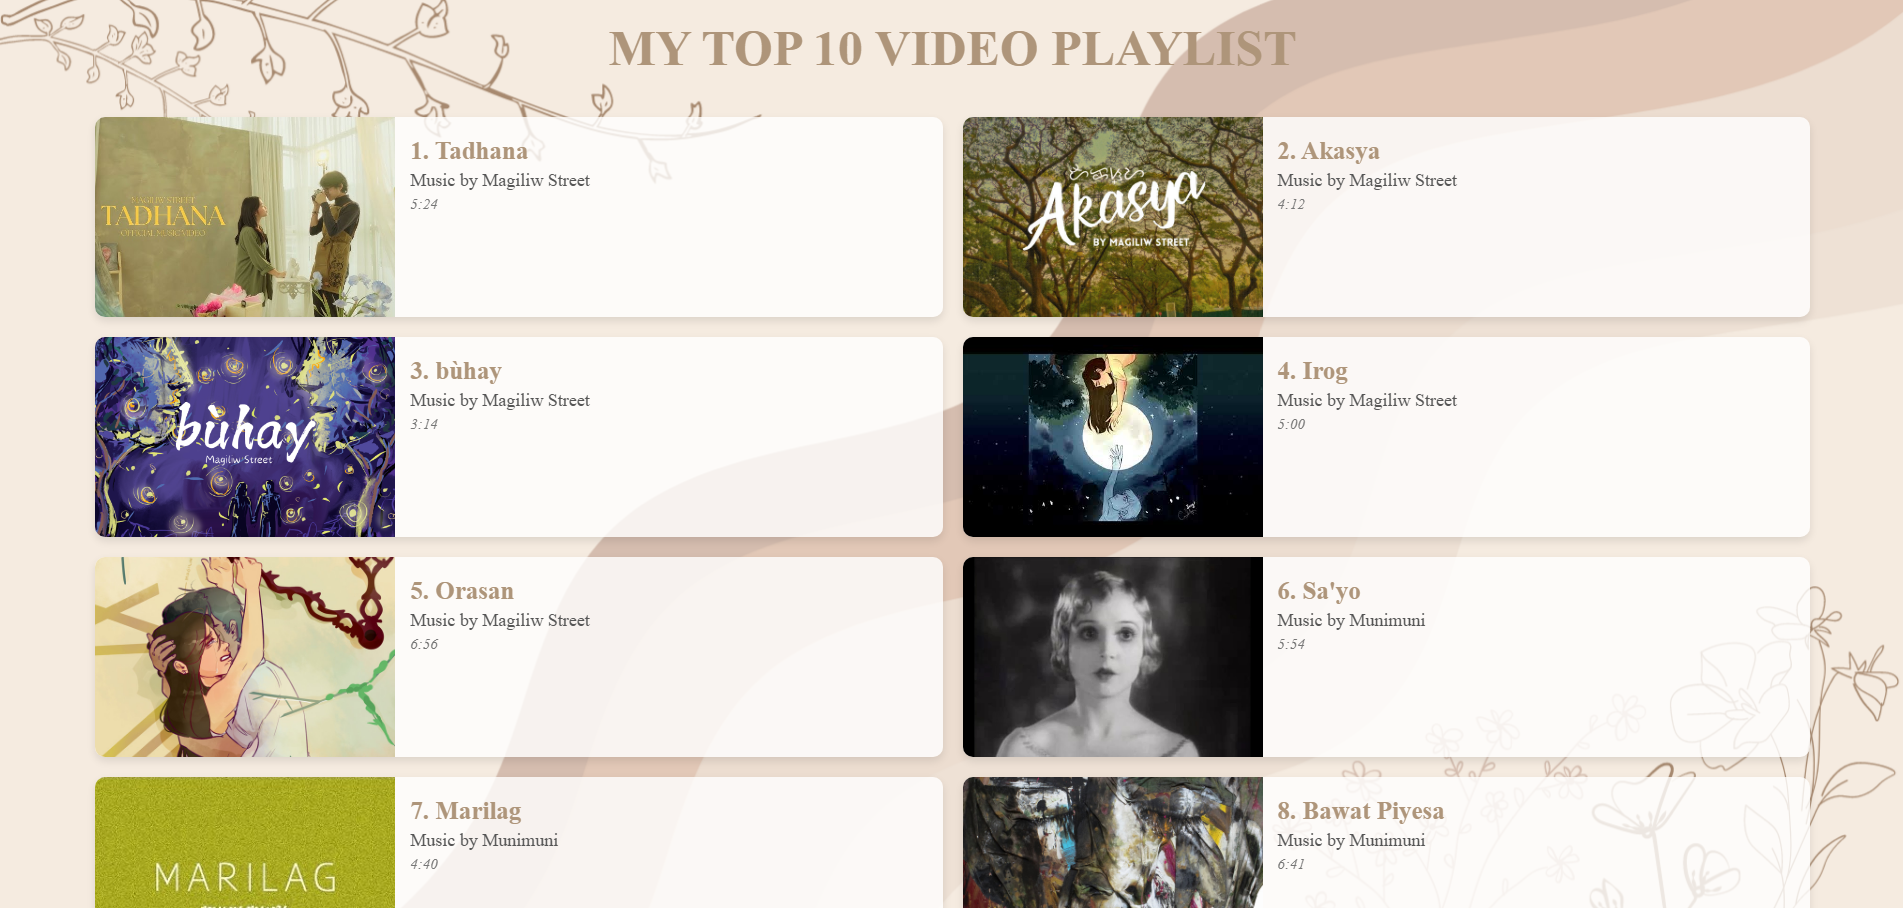 MY TOP 10 VIDEO PLAYLIST
MAGILIW STREET
TADHANA
OFFICIAL MUSIC VIDEO
1. Tadhana
Music by Magiliw Street
5:24
Akasya
BY MAGILIW STREET
2. Akasya
Music by Magiliw Street
4:12
bùhay
Magiliw Street
3. bùhay
Music by Magiliw Street
3:14
4. Irog
Music by Magiliw Street
5:00
5. Orasan
Music by Magiliw Street
6:56
6. Sa'yo
Music by Munimuni
5:54
MARILAG
7. Marilag
Music by Munimuni
4:40
8. Bawat Piyesa
Music by Munimuni
6:41